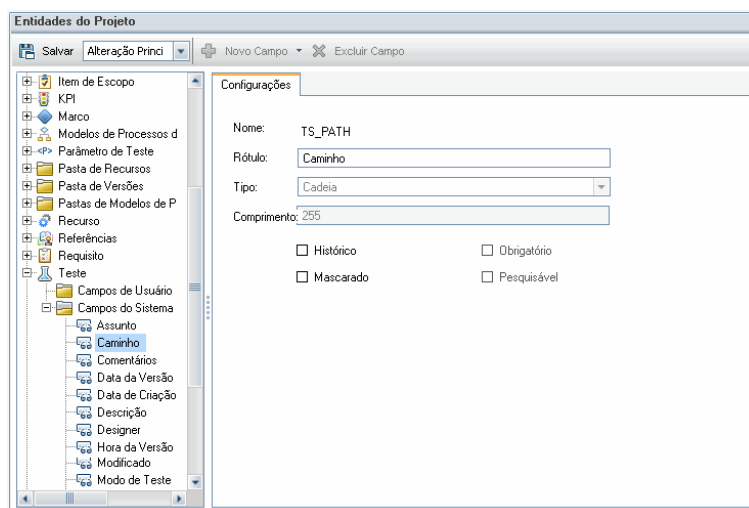 Entidades do Projeto
Salvar Alteração Princi Novo Campo Excluir Campo
Item de Escopo
KPI
Marco
Modelos de Processos d
<P> Parâmetro de Teste
Pasta de Recursos
Pasta de Versões
Pastas de Modelos de P
Recurso
Referências
Requisito
Teste
Campos de Usuário
Campos do Sistema
Assunto
Caminho
Comentários
Data da Versão
Data de Criação
Descrição
Designer
Hora da Versão
Modificado
Modo de Teste
Configurações
Nome: TS_PATH
Rótulo: Caminho
Tipo: Cadeia
Comprimento: 255
Histórico Obrigatório
Mascarado Pesquisável